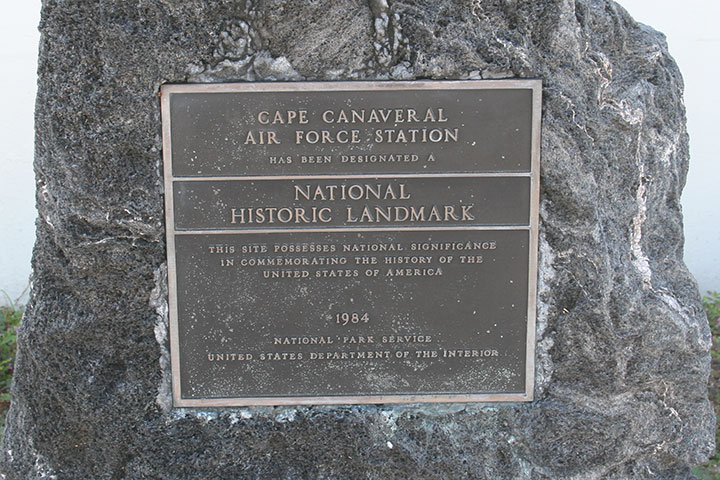 CAPE CANAVERAL
AIR FORCE STATION
HAS BEEN DESIGNATED A
NATIONAL
HISTORIC LANDMARK
THIS SITE POSSESSES NATIONAL SIGNIFICANCE
IN COMMEMORATING THE HISTORY OF THE
UNITED STATES OF AMERICA
1984
NATIONAL PARK SERVICE
UNITED STATES DEPARTMENT OF THE INTERIOR